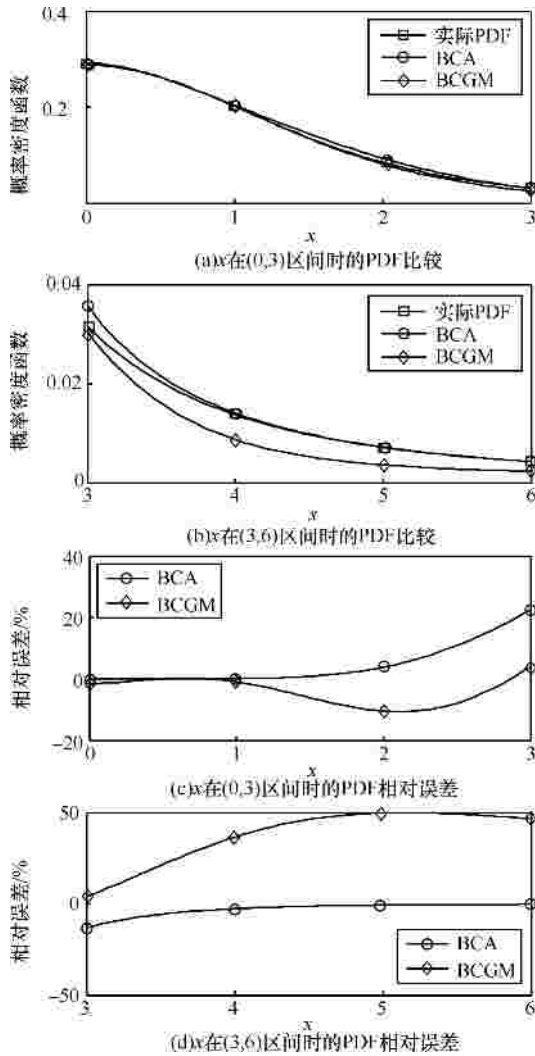 0.4
实际PDF
BCA
BCGM
概率密度函数
0.2
0 1 2 3
x
(a)x在(0,3)区间时的PDF比较
0.04
实际PDF
BCA
BCGM
概率密度函数
0.02
0
3 4 5 6
x
(b)x在(3,6)区间时的PDF比较
40
BCA
BCGM
20
相对误差/%
0
-20
0 1 2 3
x
(c)x在(0,3)区间时的PDF相对误差
50
相对误差/%
0
BCA
BCGM
-50
3 4 5 6
x
(d)x在(3,6)区间时的PDF相对误差